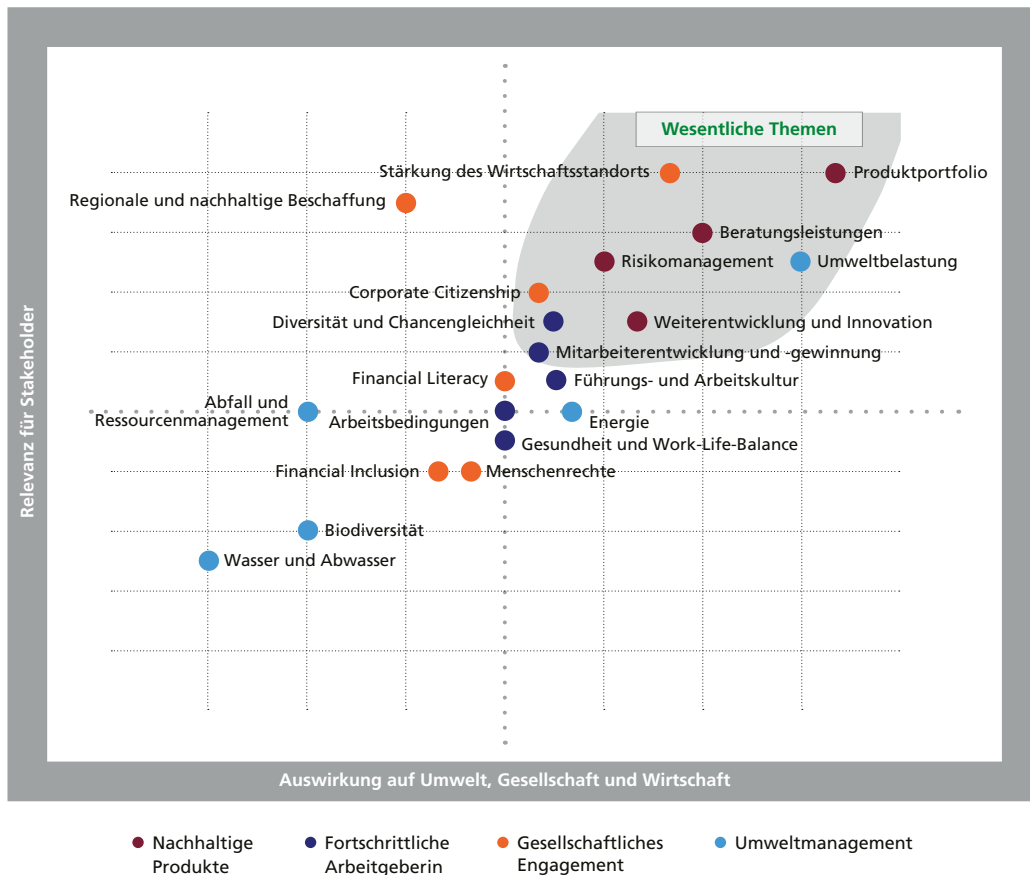 Wesentliche Themen
Stärkung des Wirtschaftsstandorts
Produktportfolio
Regionale und nachhaltige Beschaffung
Beratungsleistungen
Risikomanagement
Umweltbelastung
Corporate Citizenship
Diversität und Chancengleichheit
Weiterentwicklung und Innovation
Mitarbeiterentwicklung und -gewinnung
Financial Literacy
Führungs- und Arbeitskultur
Abfall und
Ressourcenmanagement
Arbeitsbedingungen
Energie
Gesundheit und Work-Life-Balance
Financial Inclusion
Menschenrechte
Biodiversität
Wasser und Abwasser
Relevanz für Stakeholder
Auswirkung auf Umwelt, Gesellschaft und Wirtschaft
Nachhaltige
Produkte
Fortschrittliche
Arbeitgeberin
Gesellschaftliches
Engagement
Umweltmanagement